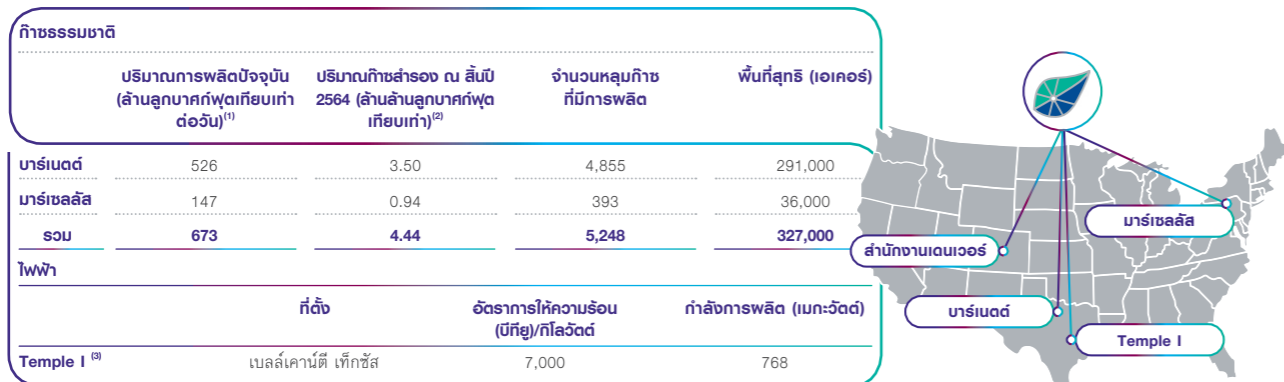 ก๊าซธรรมชาติ
ปริมาณการผลิตปัจจุบัน (ล้านลูกบาศก์ฟุตเทียบเท่า ต่อวัน)(1)
ปริมาณก๊าซสำรอง ณ สิ้นปี 2564 (ล้านล้านลูกบาศก์ฟุต เทียบเท่า)(2)
จำนวนหลุมก๊าซ ที่มีการผลิต
พื้นที่สุทธิ (เอเคอร์)
บาร์เนตต์ 526 3.50 4,855 291,000
มาร์เซลลัส 147 0.94 393 36,000
รวม 673 4.44 5,248 327,000
ไฟฟ้า
ที่ตั้ง
อัตราการให้ความร้อน (บีทียู)/กิโลวัตต์
กำลังการผลิต (เมกะวัตต์)
Temple I (3) เบลล์เคาน์ตี เท็กซัส 7,000 768
มาร์เซลลัส
สำนักงานเดนเวอร์
บาร์เนตต์
Temple I